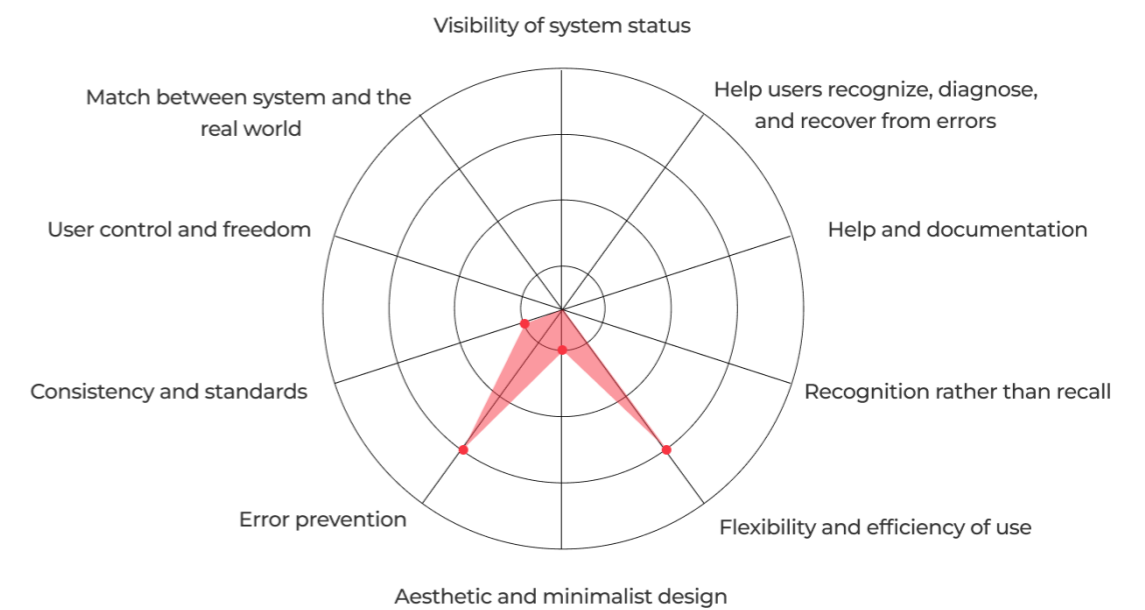 Visibility of system status
Help users recognize, diagnose,
and recover from errors
Match between system and the
real world
User control and freedom
Help and documentation
Consistency and standards
Recognition rather than recall
Error prevention
Flexibility and efficiency of use
Aesthetic and minimalist design